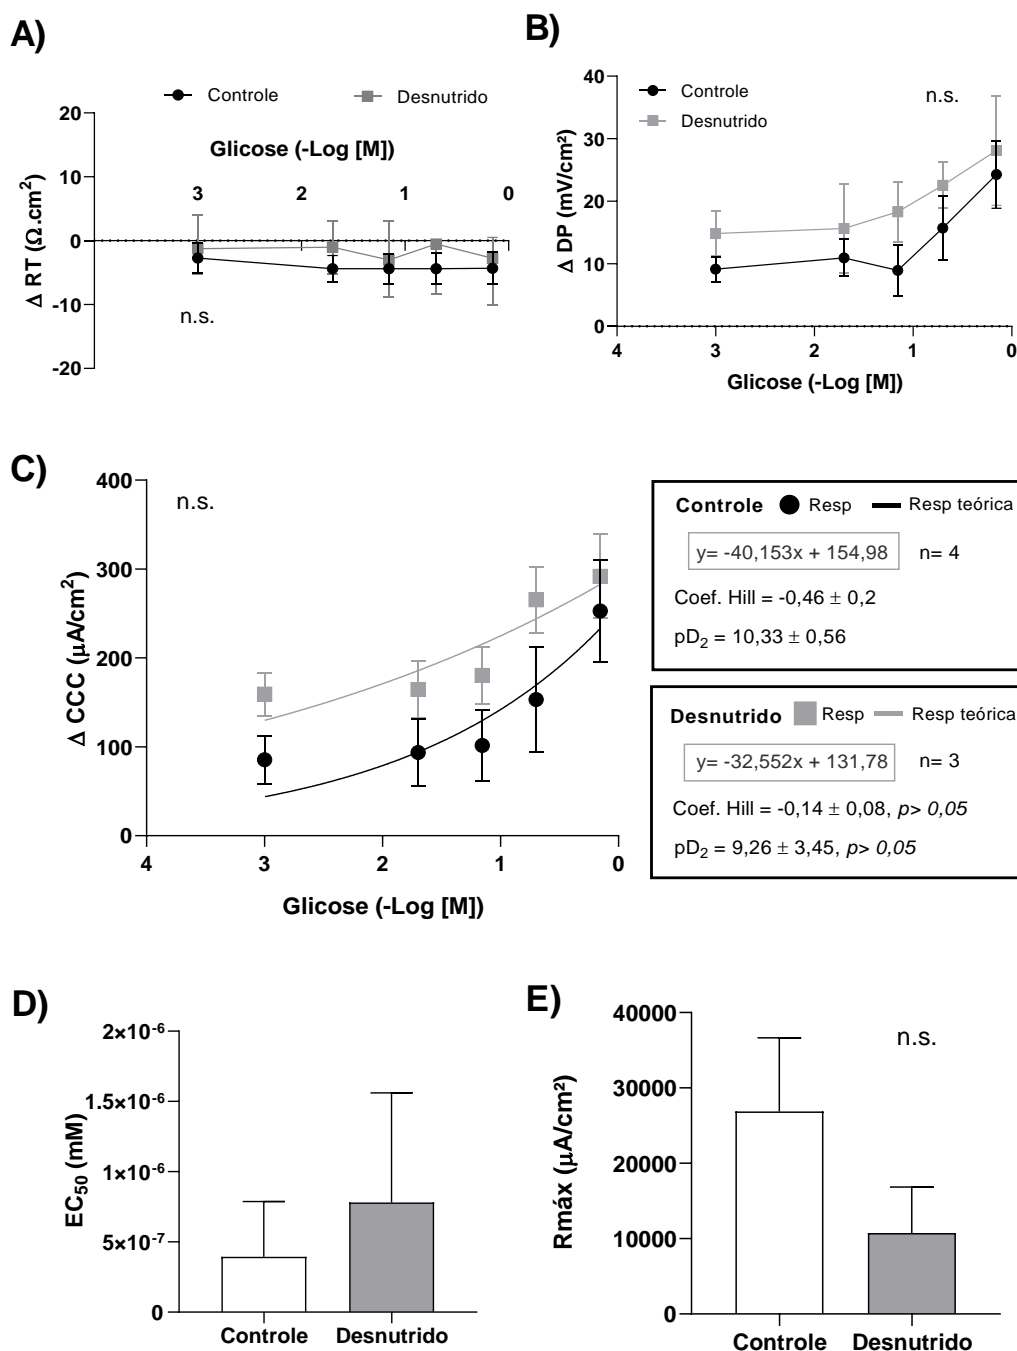 A)
Controle
Desnutrido
Glicose (-Log [M])
Δ RT (Ω.cm²)
20
10
0
-10
-20
3
2
1
0
n.s.
B)
Controle
Desnutrido
n.s.
Δ DP (mV/cm²)
40
30
20
10
0
4
3
2
1
0
Glicose (-Log [M])
C)
n.s.
Δ CCC (μA/cm²)
400
300
200
100
0
4
3
2
1
0
Glicose (-Log [M])
Controle Resp Resp teórica
y= -40,153x + 154,98 n= 4
Coef. Hill = -0,46 ± 0,2
pD₂ = 10,33 ± 0,56
Desnutrido Resp Resp teórica
y= -32,552x + 131,78 n= 3
Coef. Hill = -0,14 ± 0,08, p> 0,05
pD₂ = 9,26 ± 3,45, p> 0,05
D)
EC₅₀ (mM)
2×10⁻⁶
1.5×10⁻⁶
1×10⁻⁶
5×10⁻⁷
0
Controle
Desnutrido
E)
n.s.
Rmáx (μA/cm²)
40000
30000
20000
10000
0
Controle
Desnutrido